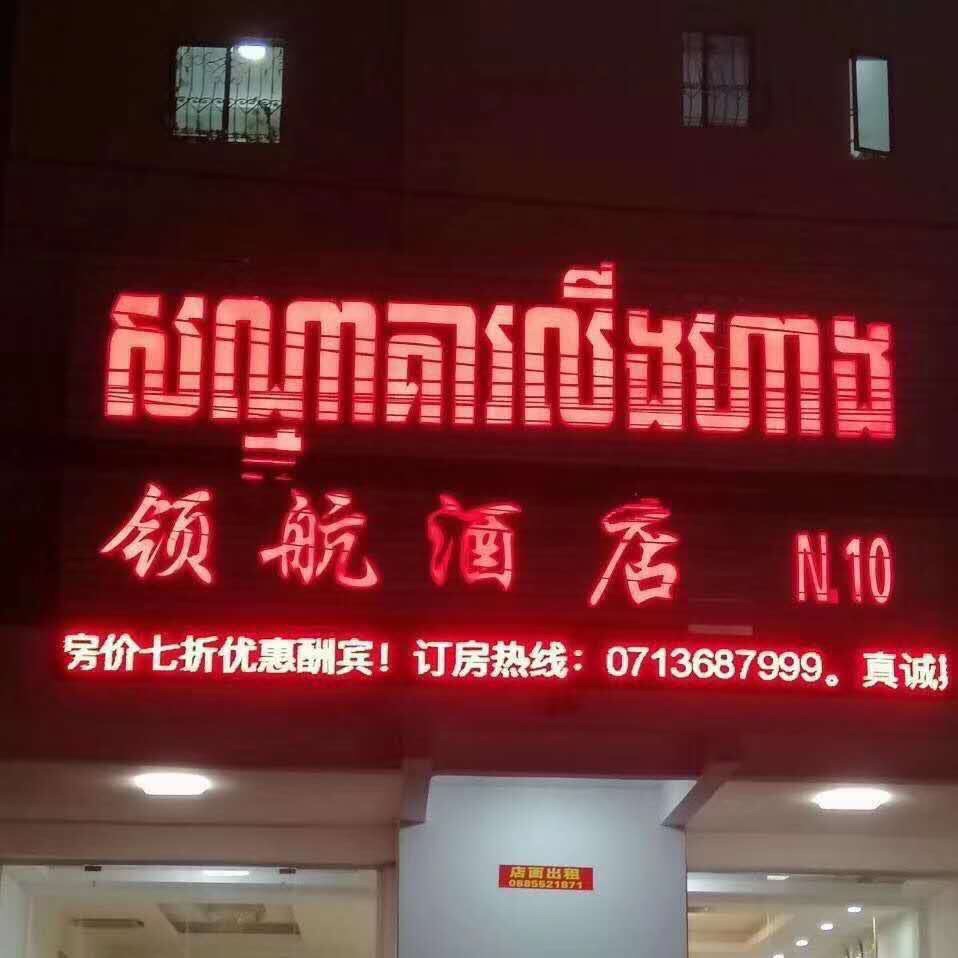 សណ្ឋាគារលីងហាង
领航酒店 N.10
房价七折优惠酬宾！订房热线：0713687999。真诚
店面出租
0885521871